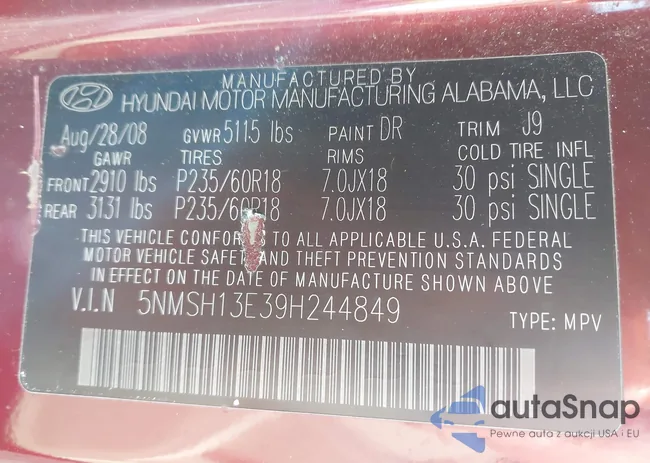 MANUFACTURED BY
HYUNDAI MOTOR MANUFACTURING ALABAMA, LLC
Aug/28/08 GVWR 5115 lbs PAINT DR TRIM J9
GAWR TIRES RIMS COLD TIRE INFL
FRONT 2910 lbs P235/60R18 7.0JX18 30 psi SINGLE
REAR 3131 lbs P235/60R18 7.0JX18 30 psi SINGLE
THIS VEHICLE CONFORMS TO ALL APPLICABLE U.S.A. FEDERAL
MOTOR VEHICLE SAFETY AND THEFT PREVENTION STANDARDS
IN EFFECT ON THE DATE OF MANUFACTURE SHOWN ABOVE
V.I.N 5NMSH13E39H244849
TYPE: MPV
autaSnap
Pewne auta z aukcji USA i EU